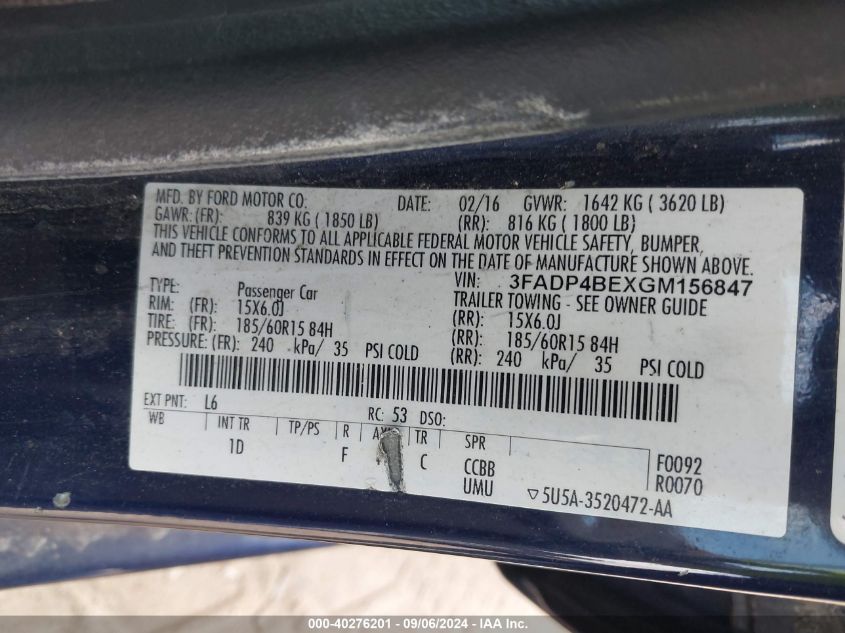 MFD. BY FORD MOTOR CO. DATE: 02/16 GVWR: 1642 KG ( 3620 LB)
GAWR: (FR): 839 KG ( 1850 LB) (RR): 816 KG ( 1800 LB)
THIS VEHICLE CONFORMS TO ALL APPLICABLE FEDERAL MOTOR VEHICLE SAFETY, BUMPER,
AND THEFT PREVENTION STANDARDS IN EFFECT ON THE DATE OF MANUFACTURE SHOWN ABOVE.
VIN: 3FADP4BEXGM156847
TYPE: Passenger Car TRAILER TOWING - SEE OWNER GUIDE
RIM: (FR): 15X6.0J (RR): 15X6.0J
TIRE: (FR): 185/60R15 84H (RR): 185/60R15 84H
PRESSURE: (FR): 240 kPa/ 35 PSI COLD (RR): 240 kPa/ 35 PSI COLD
EXT PNT: L6 RC: 53 DSO:
WB INT TR TP/PS R TR SPR
1D F C CCBB F0092
UMU R0070
▽5U5A-3520472-AA
000-40276201 - 09/06/2024 - IAA Inc.